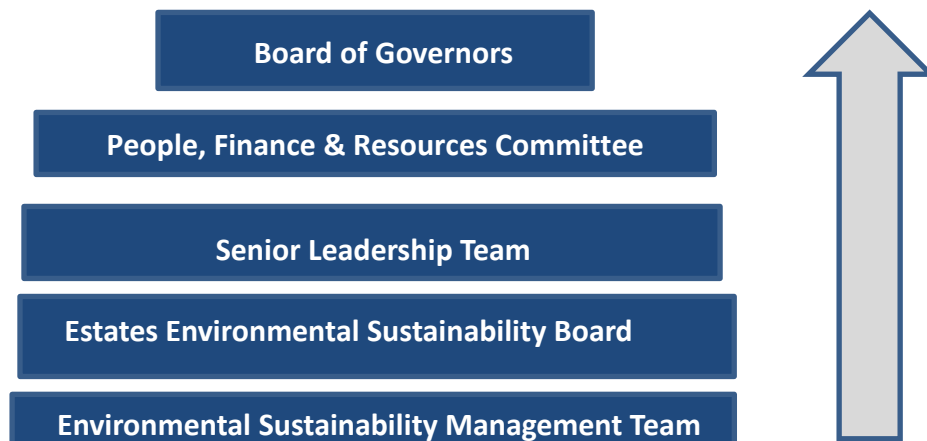 Board of Governors
People, Finance & Resources Committee
Senior Leadership Team
Estates Environmental Sustainability Board
Environmental Sustainability Management Team